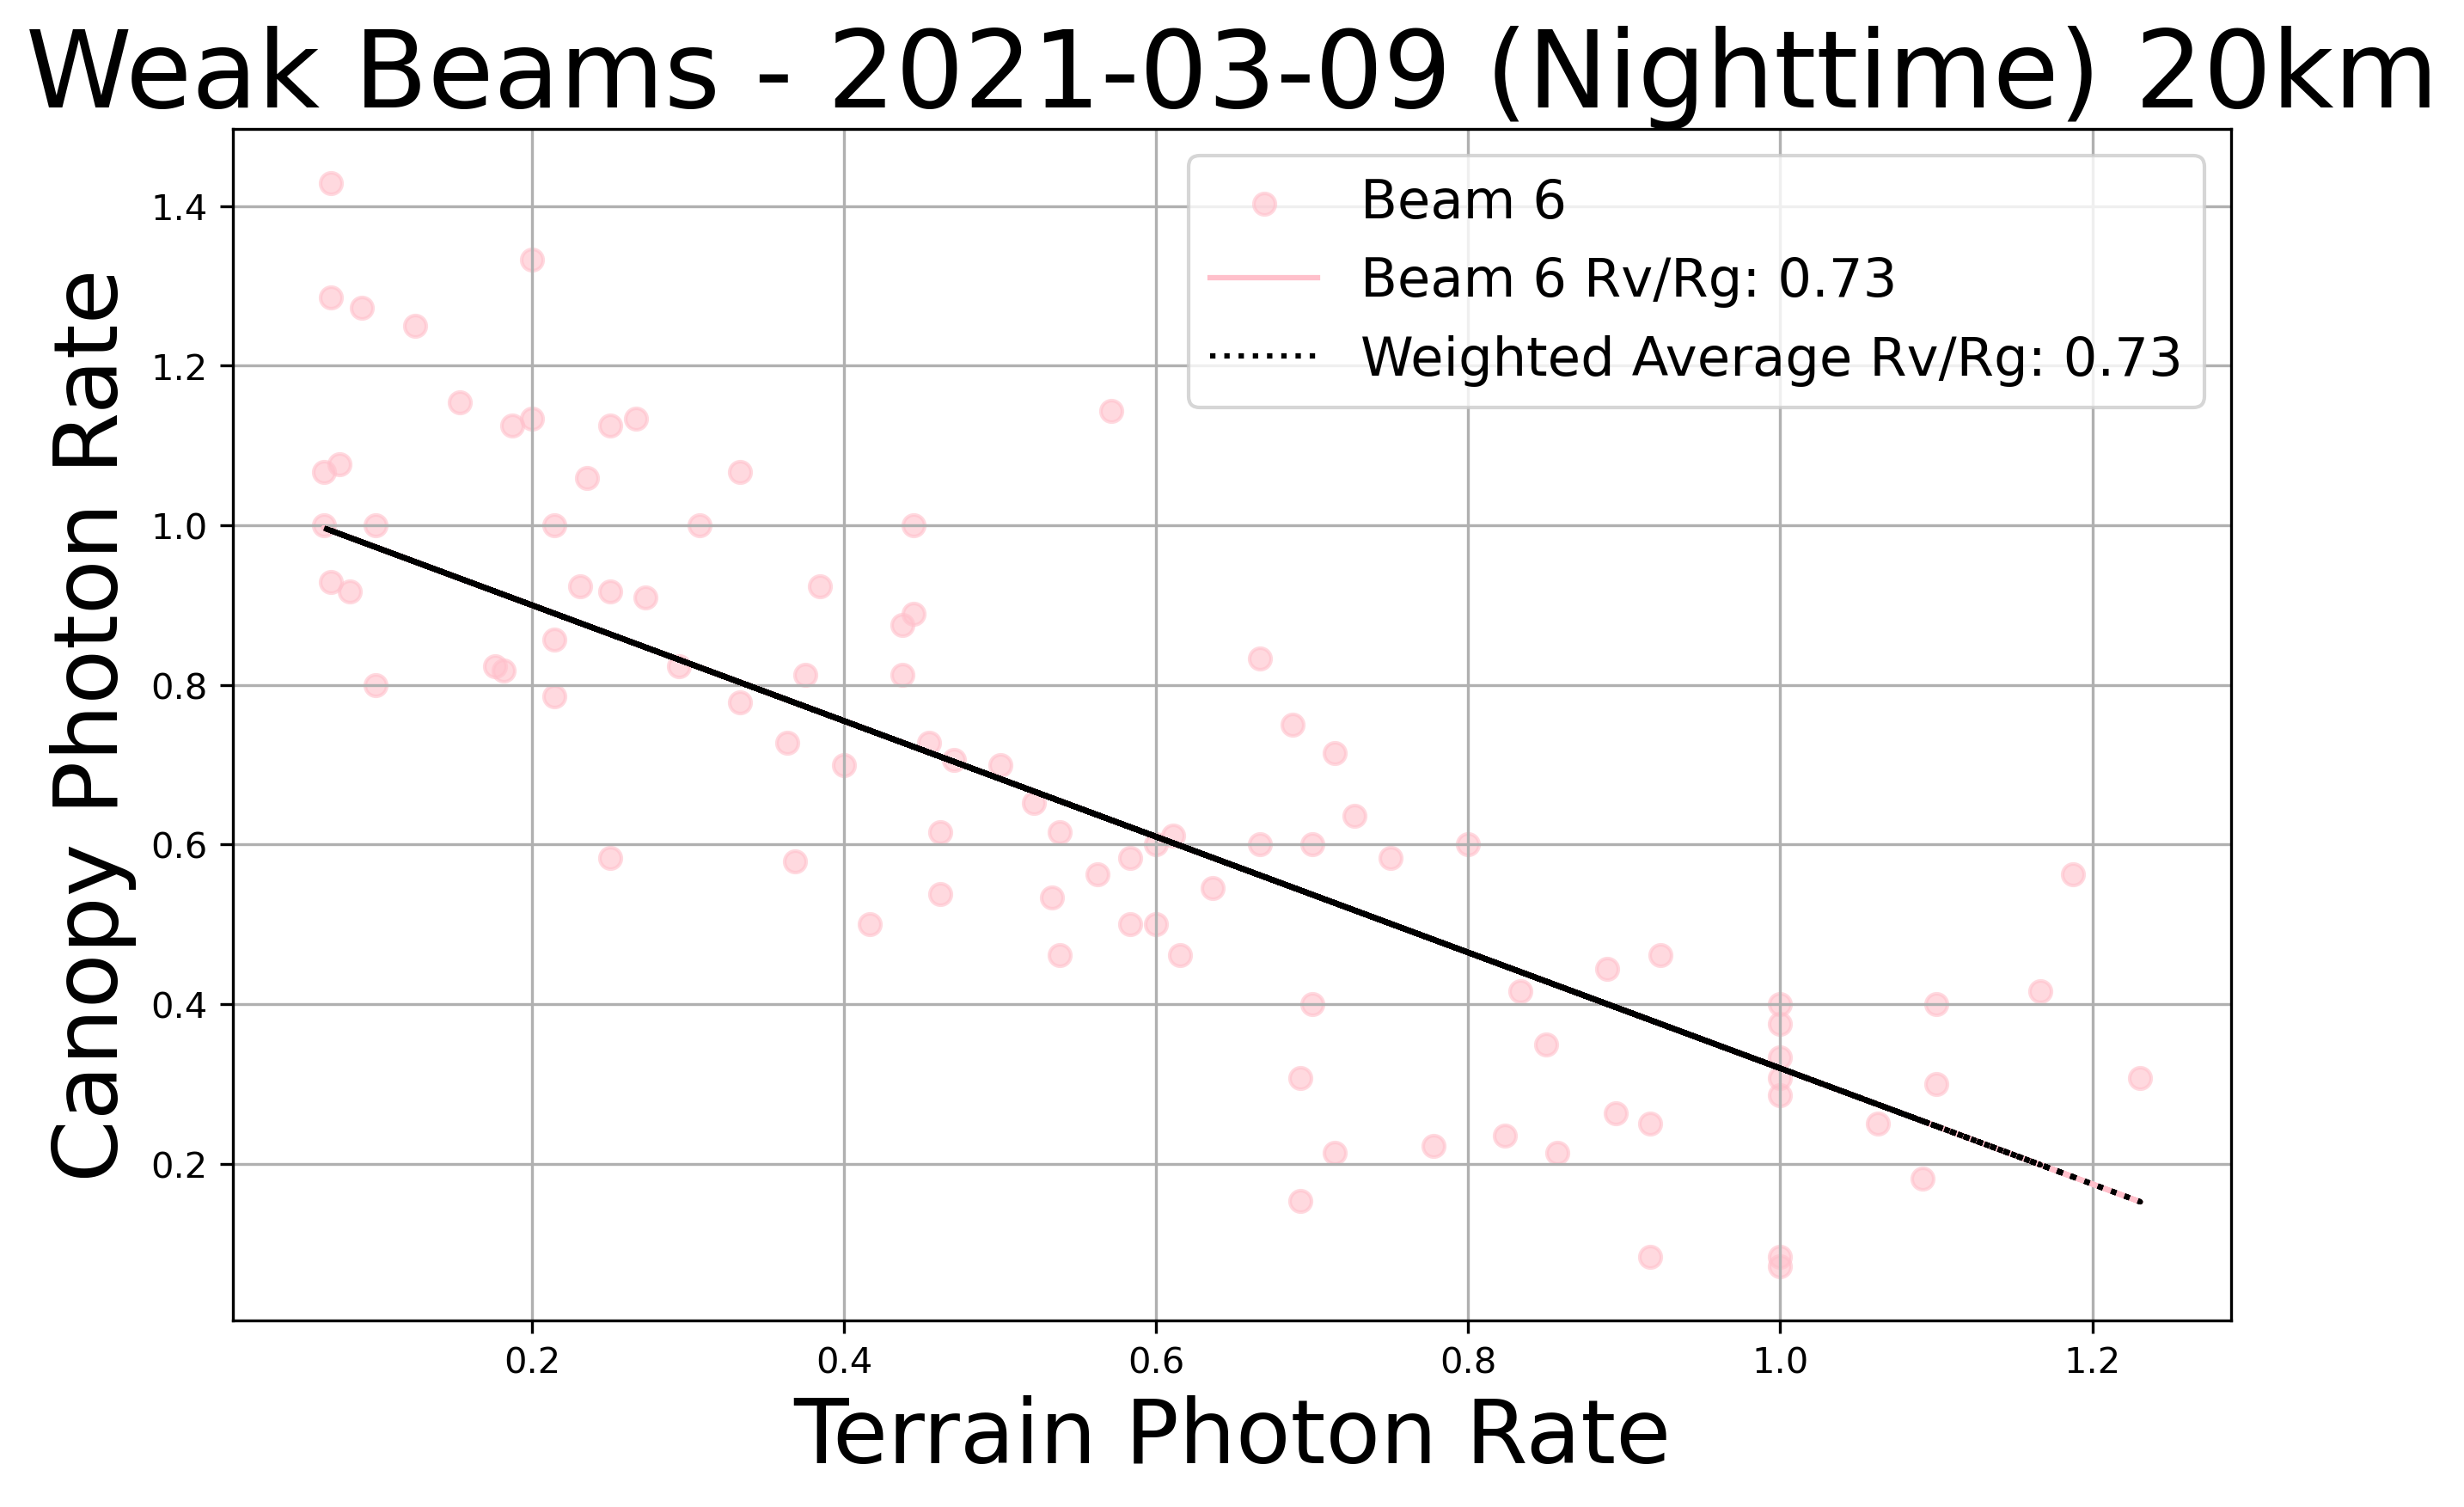 Weak Beams - 2021-03-09 (Nighttime) 20km
Beam 6
Beam 6 Rv/Rg: 0.73
Weighted Average Rv/Rg: 0.73
Canopy Photon Rate
1.4
1.2
1.0
0.8
0.6
0.4
0.2
0.2 0.4 0.6 0.8 1.0 1.2
Terrain Photon Rate